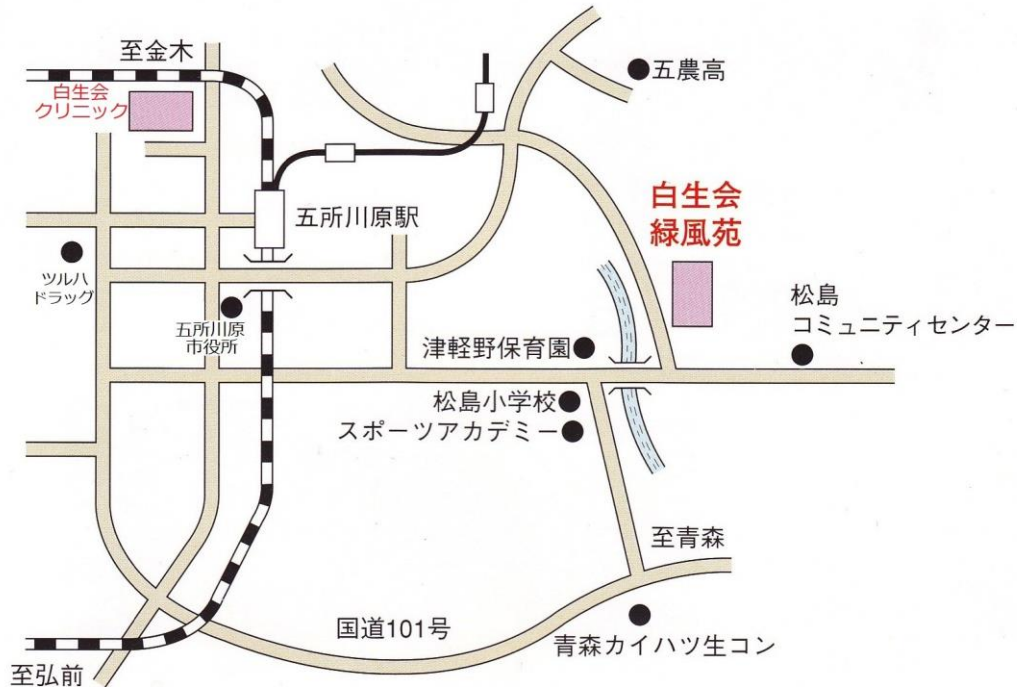 至金木
白生会
クリニック
五農高
白生会
緑風苑
五所川原駅
ツルハ
ドラッグ
五所川原
市役所
松島
コミュニティセンター
津軽野保育園
松島小学校
スポーツアカデミー
至青森
国道101号
青森カイハツ生コン
至弘前